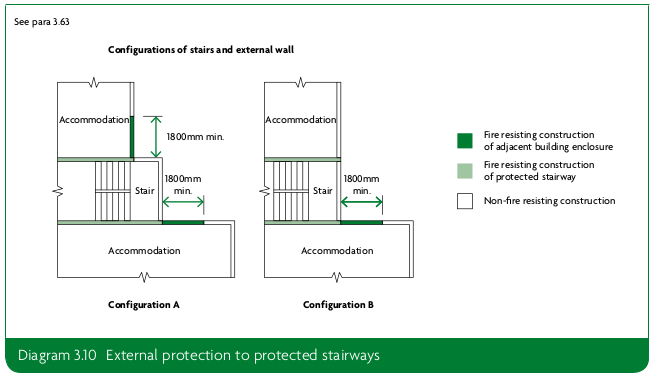 See para 3.63
Configurations of stairs and external wall
Accommodation
1800mm min.
Stair
1800mm
min.
Accommodation
Configuration A
Accommodation
Stair
1800mm
min.
Accommodation
Configuration B
Fire resisting construction
of adjacent building enclosure
Fire resisting construction
of protected stairway
Non-fire resisting construction
Diagram 3.10 External protection to protected stairways